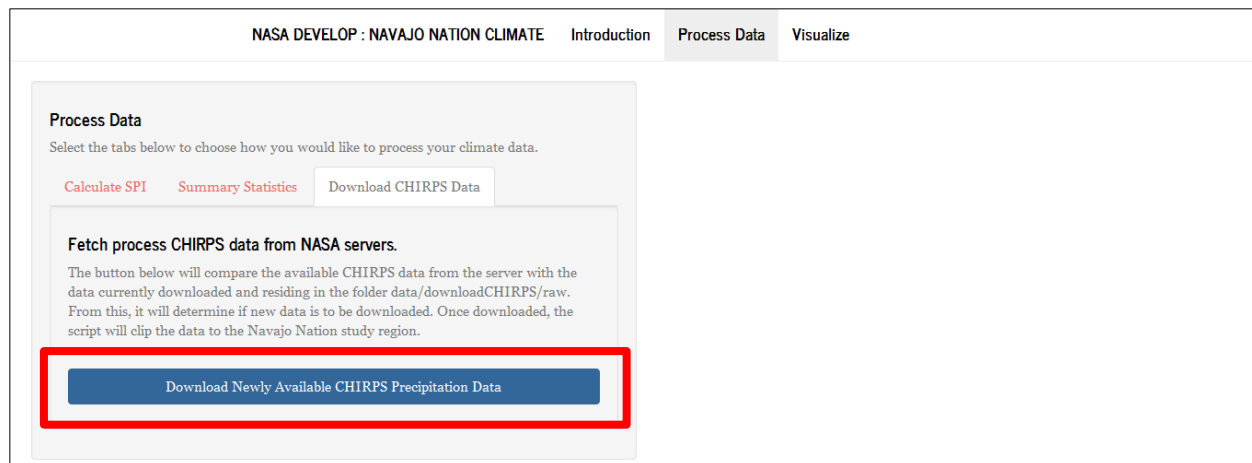 NASA DEVELOP : NAVAJO NATION CLIMATE Introduction Process Data Visualize
Process Data
Select the tabs below to choose how you would like to process your climate data.
Calculate SPI Summary Statistics Download CHIRPS Data
Fetch process CHIRPS data from NASA servers.
The button below will compare the available CHIRPS data from the server with the
data currently downloaded and residing in the folder data/downloadCHIRPS/raw.
From this, it will determine if new data is to be downloaded. Once downloaded, the
script will clip the data to the Navajo Nation study region.
Download Newly Available CHIRPS Precipitation Data